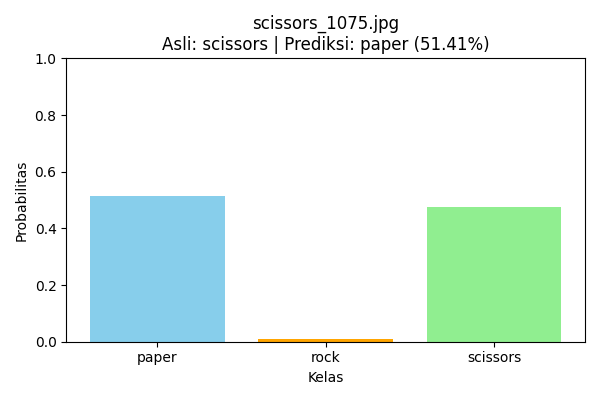 scissors_1075.jpg
Asli: scissors | Prediksi: paper (51.41%)
1.0
0.8
0.6
0.4
0.2
0.0
Probabilitas
paper rock scissors
Kelas